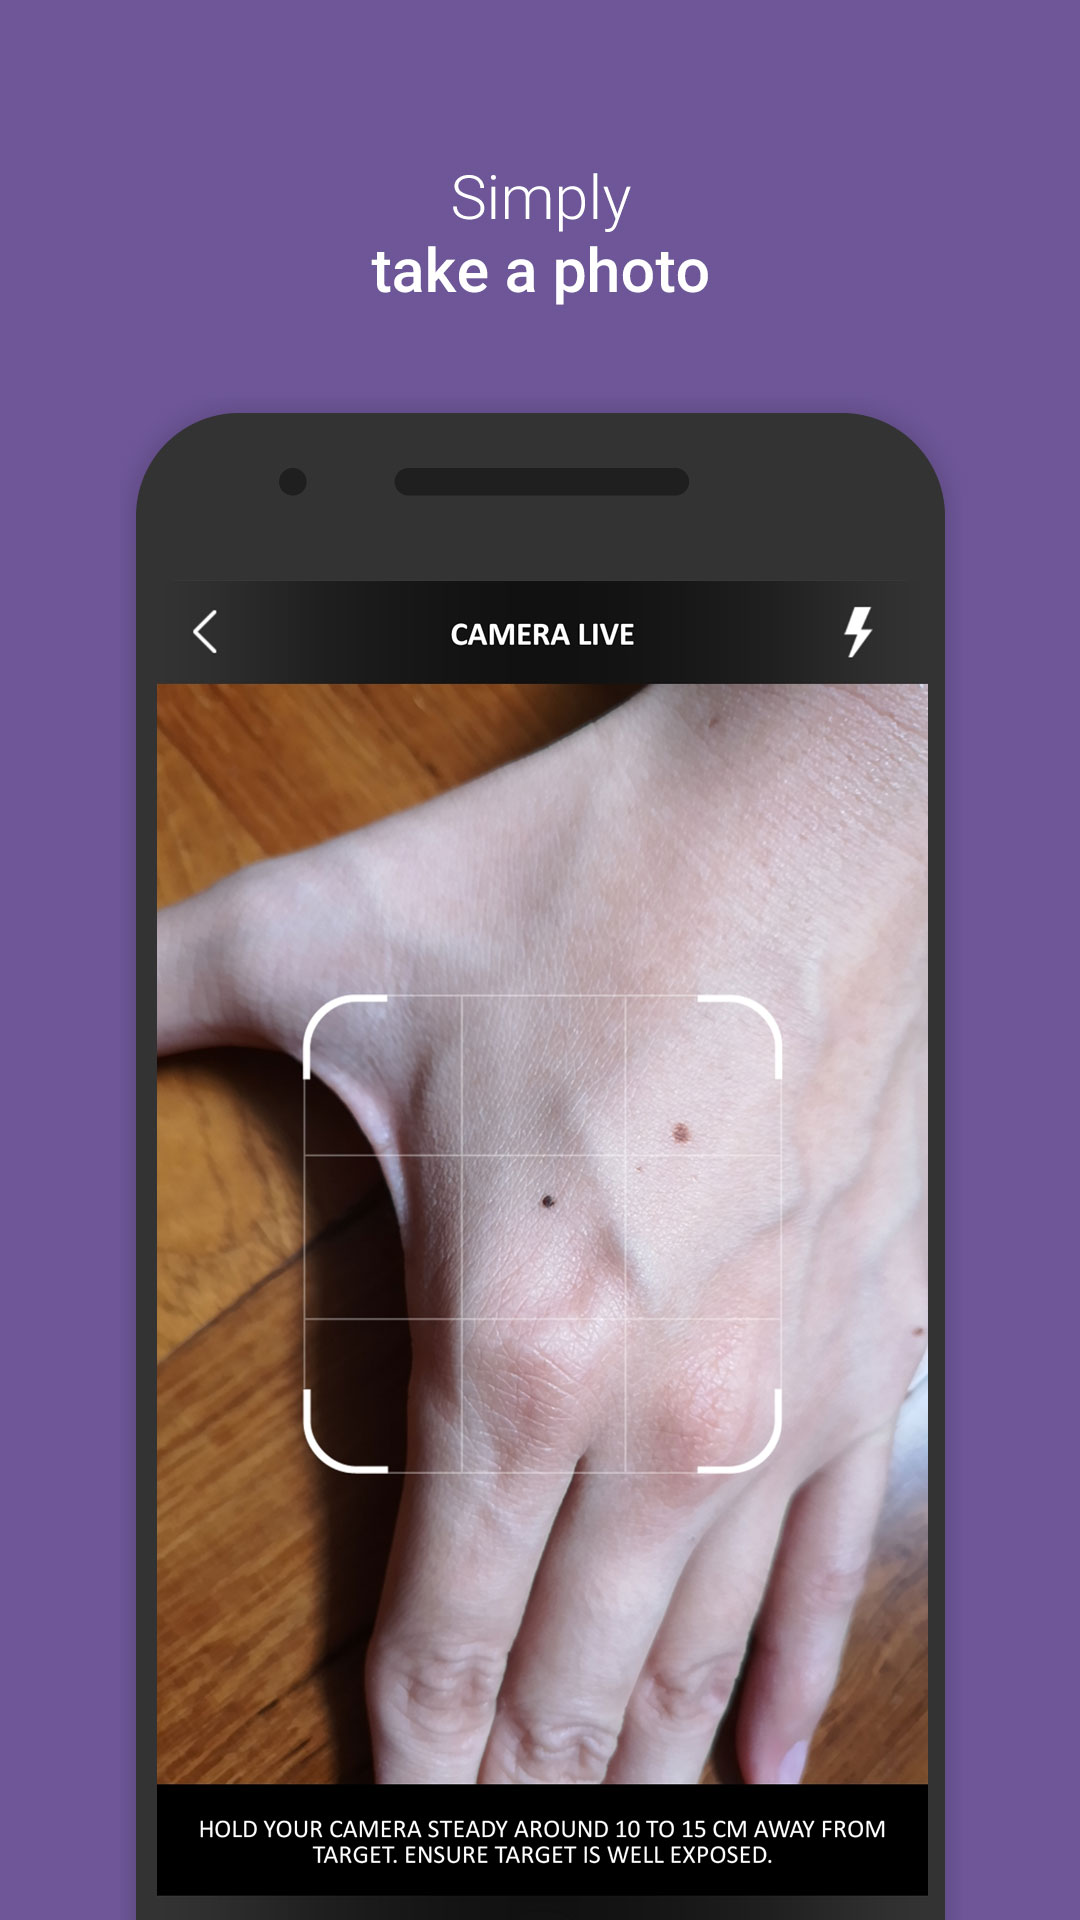 Simply
take a photo
CAMERA LIVE
HOLD YOUR CAMERA STEADY AROUND 10 TO 15 CM AWAY FROM
TARGET. ENSURE TARGET IS WELL EXPOSED.